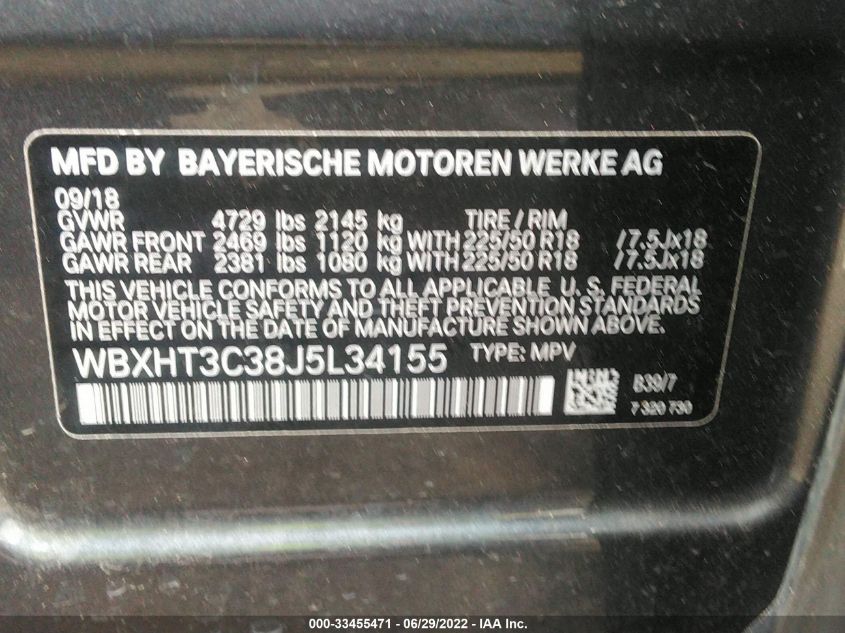 MFD BY BAYERISCHE MOTOREN WERKE AG
09/18
GVWR 4729 lbs 2145 kg TIRE / RIM
GAWR FRONT 2469 lbs 1120 kg WITH 225/50 R18 /7.5Jx18
GAWR REAR 2381 lbs 1080 kg WITH 225/50 R18 /7.5Jx18
THIS VEHICLE CONFORMS TO ALL APPLICABLE U. S. FEDERAL
MOTOR VEHICLE SAFETY AND THEFT PREVENTION STANDARDS
IN EFFECT ON THE DATE OF MANUFACTURE SHOWN ABOVE.
WBXHT3C38J5L34155 TYPE: MPV
B39/7
7 320 730
000-33455471 - 06/29/2022 - IAA Inc.